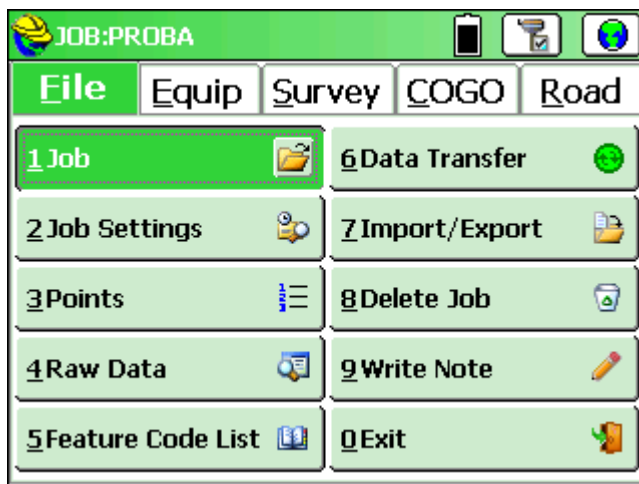 JOB:PROBA
File Equip Survey COGO Road
1 Job
2 Job Settings
3 Points
4 Raw Data
5 Feature Code List
6 Data Transfer
7 Import/Export
8 Delete Job
9 Write Note
0 Exit